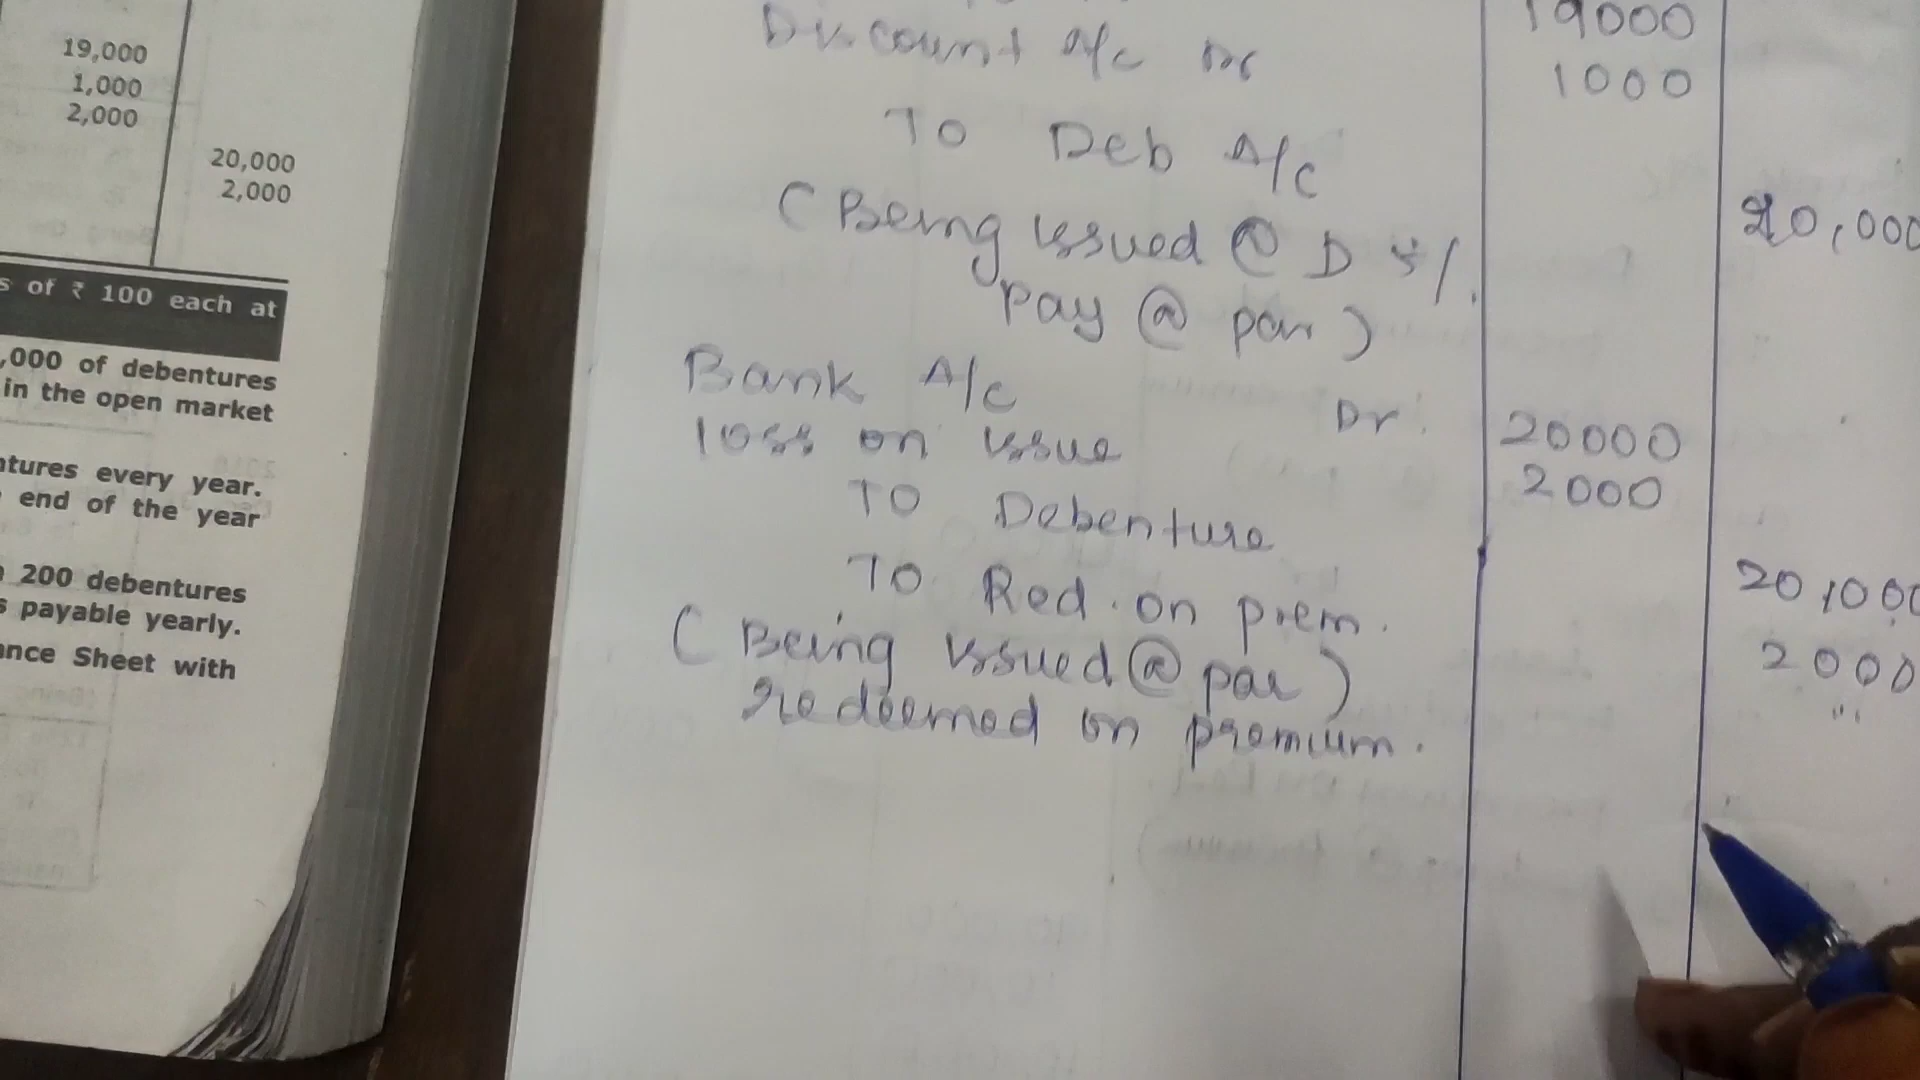 19,000
1,000
2,000
20,000
2,000
s of ₹ 100 each at
,000 of debentures
in the open market
ntures every year.
end of the year
200 debentures
s payable yearly.
ance Sheet with
Discount A/c Dr 19000
1000
TO Deb A/c
20,000
(Being issued @ D 5%
pay @ par)
Bank A/c Dr. 20000
loss on issue 2000
TO Debenture 20,000
TO Red. on prem. 2000
(Being issued @ par)
redeemed on premium.